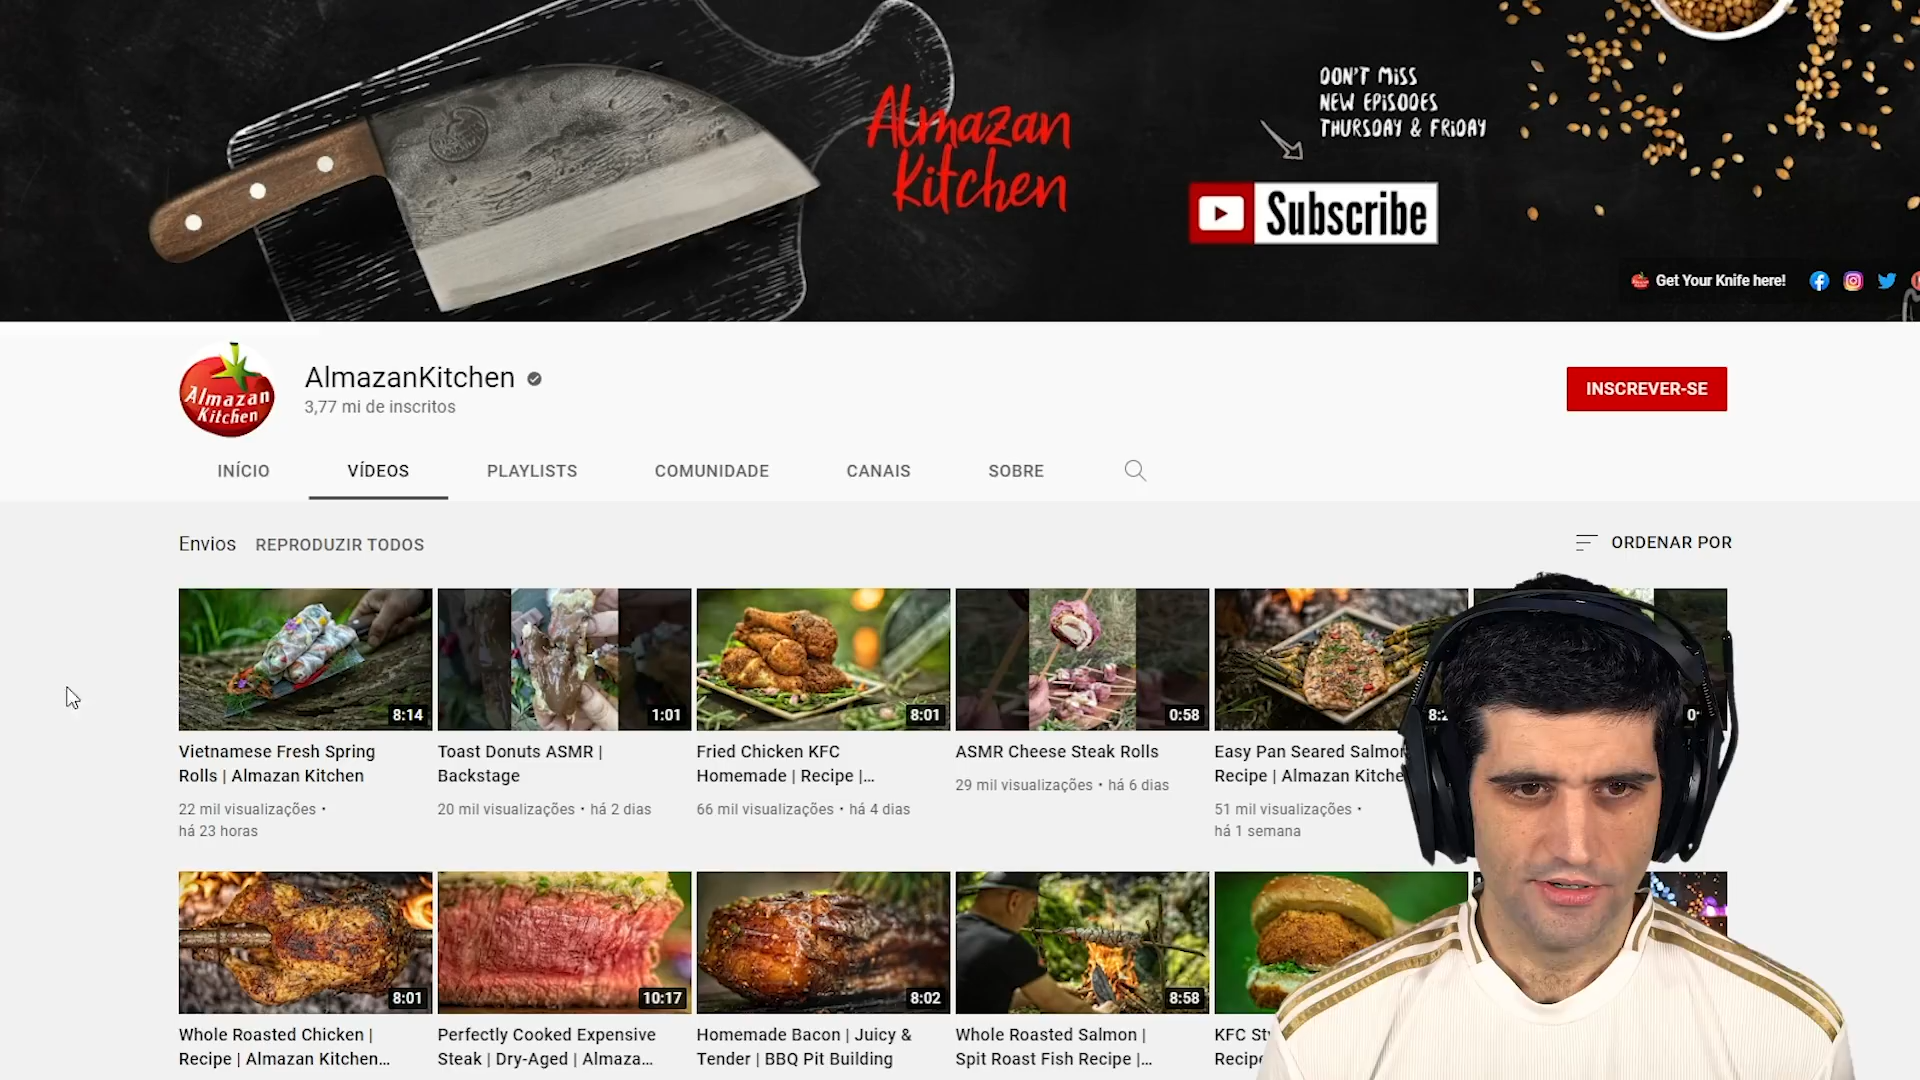 Almazan
Kitchen
DON'T MISS
NEW EPISODES
THURSDAY & FRIDAY
Subscribe
Get Your Knife here!
Almazan
Kitchen
AlmazanKitchen
3,77 mi de inscritos
INSCREVER-SE
INÍCIO VÍDEOS PLAYLISTS COMUNIDADE CANAIS SOBRE
Envios REPRODUZIR TODOS ORDENAR POR
8:14 1:01 8:01 0:58
Vietnamese Fresh Spring
Rolls | Almazan Kitchen
22 mil visualizações •
há 23 horas
Toast Donuts ASMR |
Backstage
20 mil visualizações • há 2 dias
Fried Chicken KFC
Homemade | Recipe |...
66 mil visualizações • há 4 dias
ASMR Cheese Steak Rolls
29 mil visualizações • há 6 dias
Easy Pan Seared
Recipe | Almazan
51 mil visualizações •
há 1 semana
8:01 10:17 8:02 8:58
Whole Roasted Chicken |
Recipe | Almazan Kitchen...
Perfectly Cooked Expensive
Steak | Dry-Aged | Almaza...
Homemade Bacon | Juicy &
Tender | BBQ Pit Building
Whole Roasted Salmon |
Spit Roast Fish Recipe |...
KFC